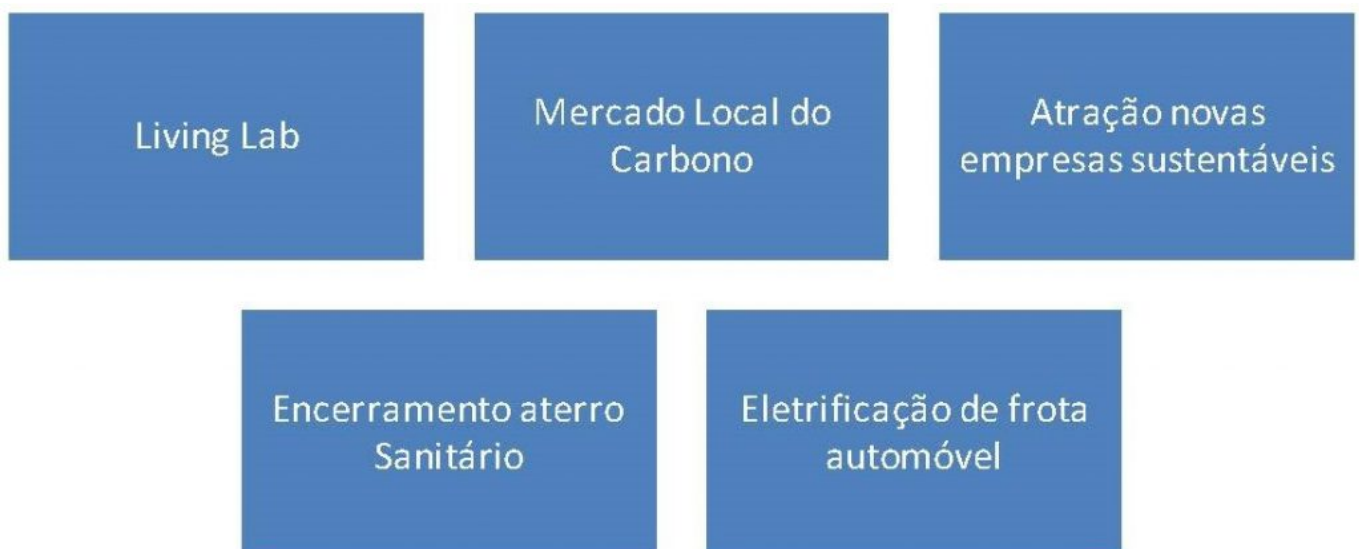 Living Lab
Mercado Local do
Carbono
Atração novas
empresas sustentáveis
Encerramento aterro
Sanitário
Eletrificação de frota
automóvel